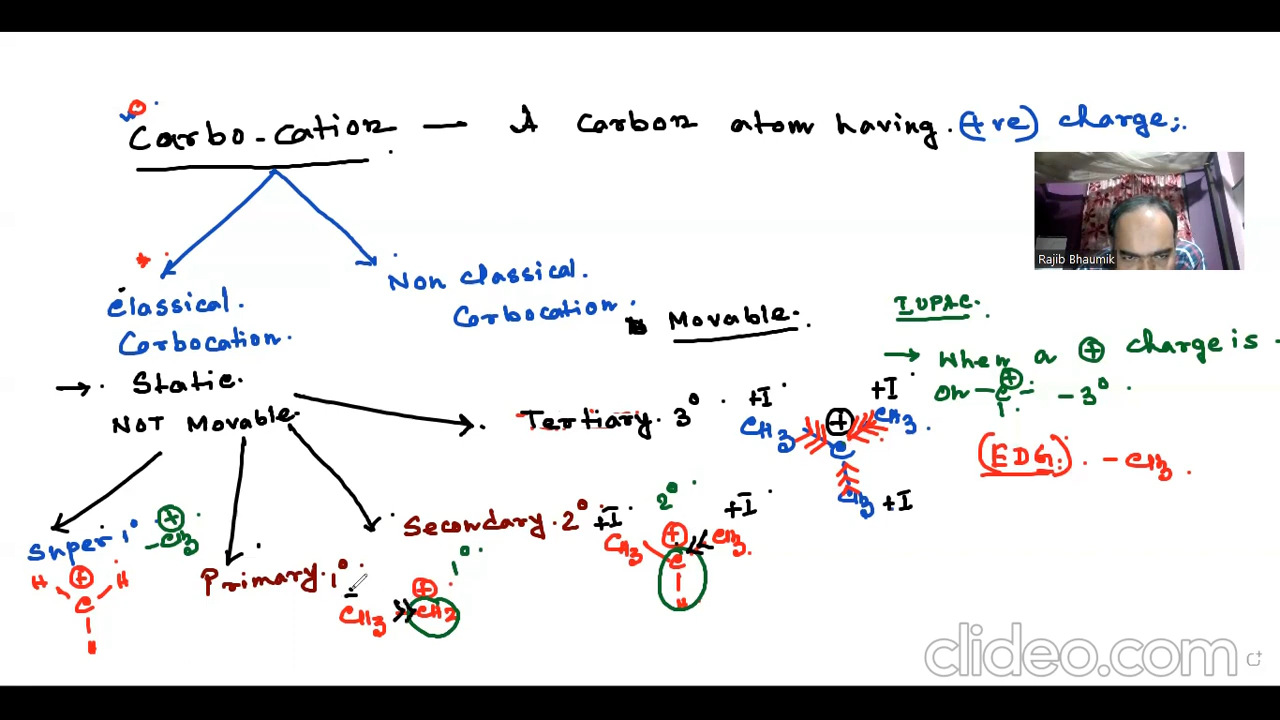 Carbo-cation — A carbon atom having (+ve) charge;
Rajib Bhaumik
Classical
Carbocation
Non classical
Corbocation
Movable
IUPAC
→ When a ⊕ charge is
On -C- - 3°
⊕
→ Static
NOT Movable
Tertiary 3°
+I +I
CH3 ⊕ CH3
C
CH3 +I
(EDG) -CH3
Super 1° ⊕
-CH3
H ⊕ H
C
H
Primary 1°
1°
⊕
CH3 CH2
Secondary 2°
2°
+I +I
⊕
CH3 C CH3
H
clideo.com